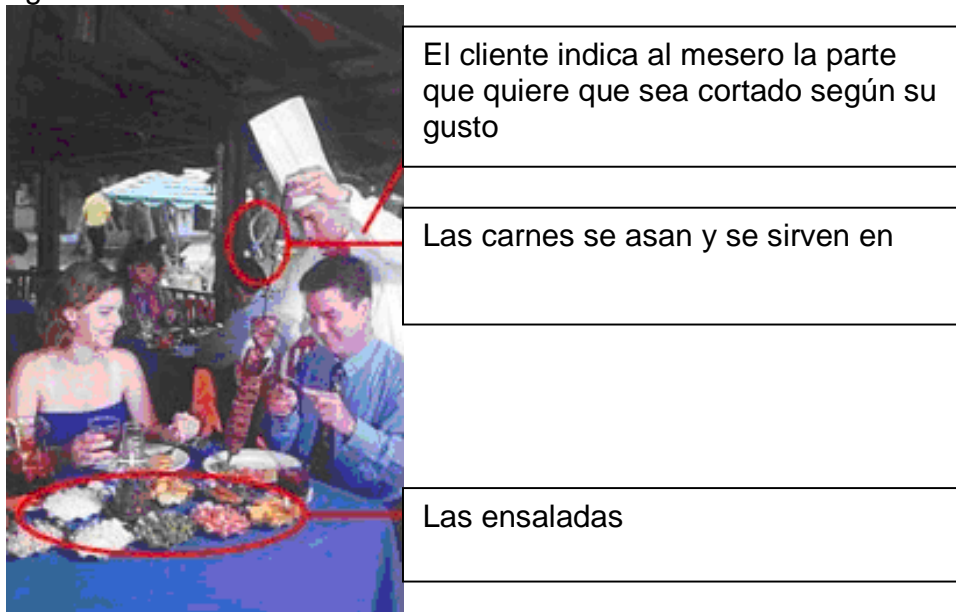 El cliente indica al mesero la parte
que quiere que sea cortado según su
gusto
Las carnes se asan y se sirven en
Las ensaladas